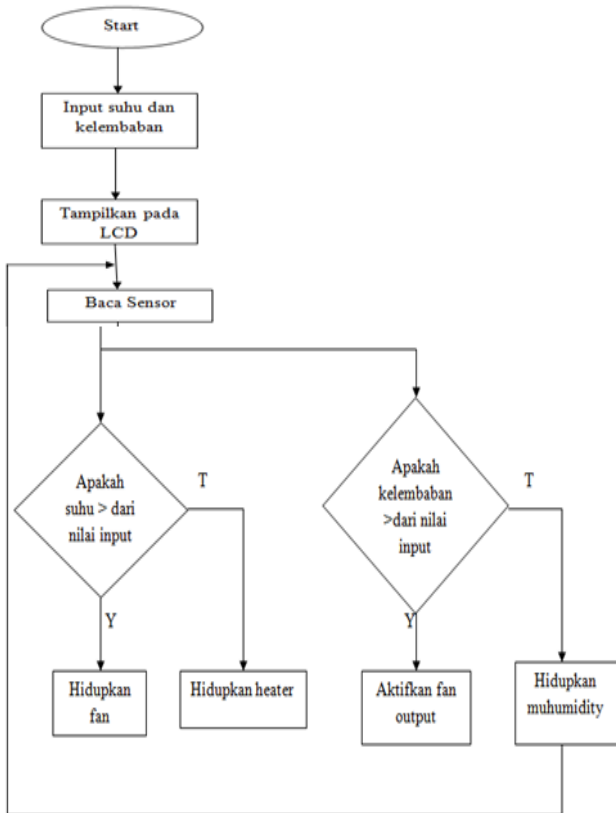 Start
Input suhu dan
kelembaban
Tampilkan pada
LCD
Baca Sensor
Apakah
suhu > dari
nilai input
T
Y
Apakah
kelembaban
>dari nilai
input
T
Y
Hidupkan
fan
Hidupkan heater
Aktifkan fan
output
Hidupkan
muhumidity